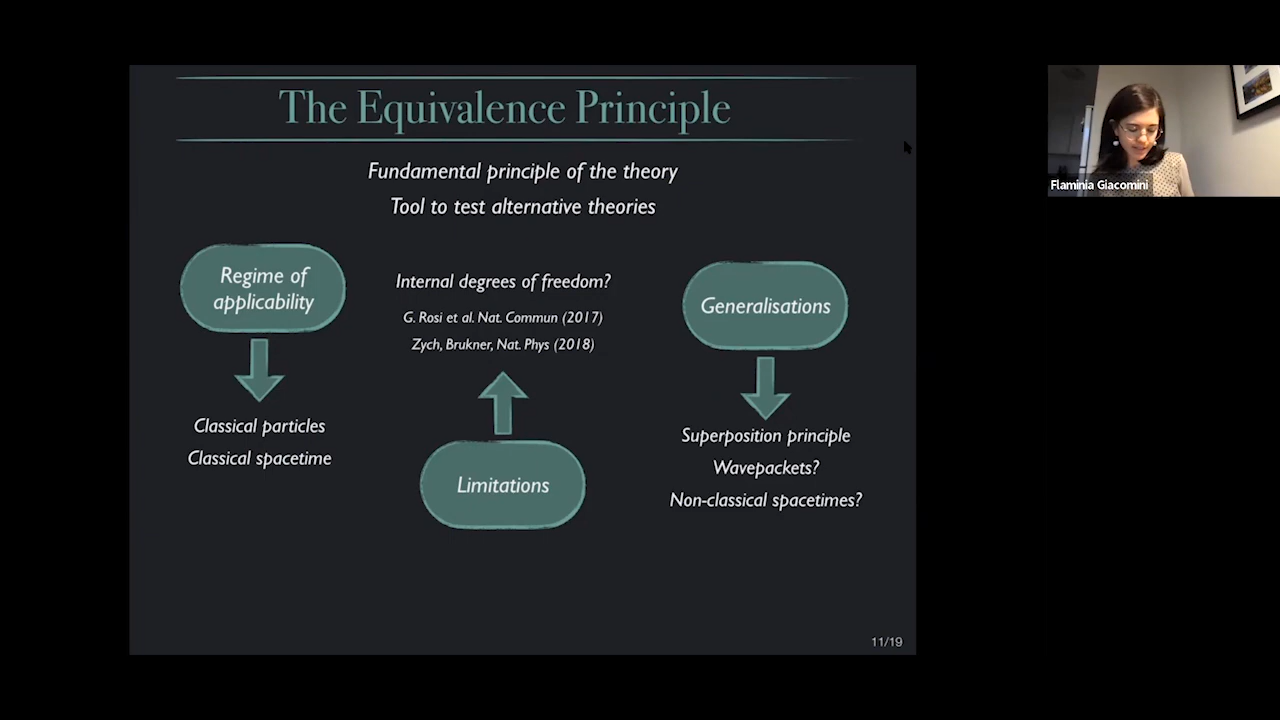 The Equivalence Principle
Fundamental principle of the theory
Tool to test alternative theories
Regime of
applicability
Classical particles
Classical spacetime
Internal degrees of freedom?
G. Rosi et al. Nat. Commun (2017)
Zych, Brukner, Nat. Phys (2018)
Limitations
Generalisations
Superposition principle
Wavepackets?
Non-classical spacetimes?
11/19
Flaminia Giacomini